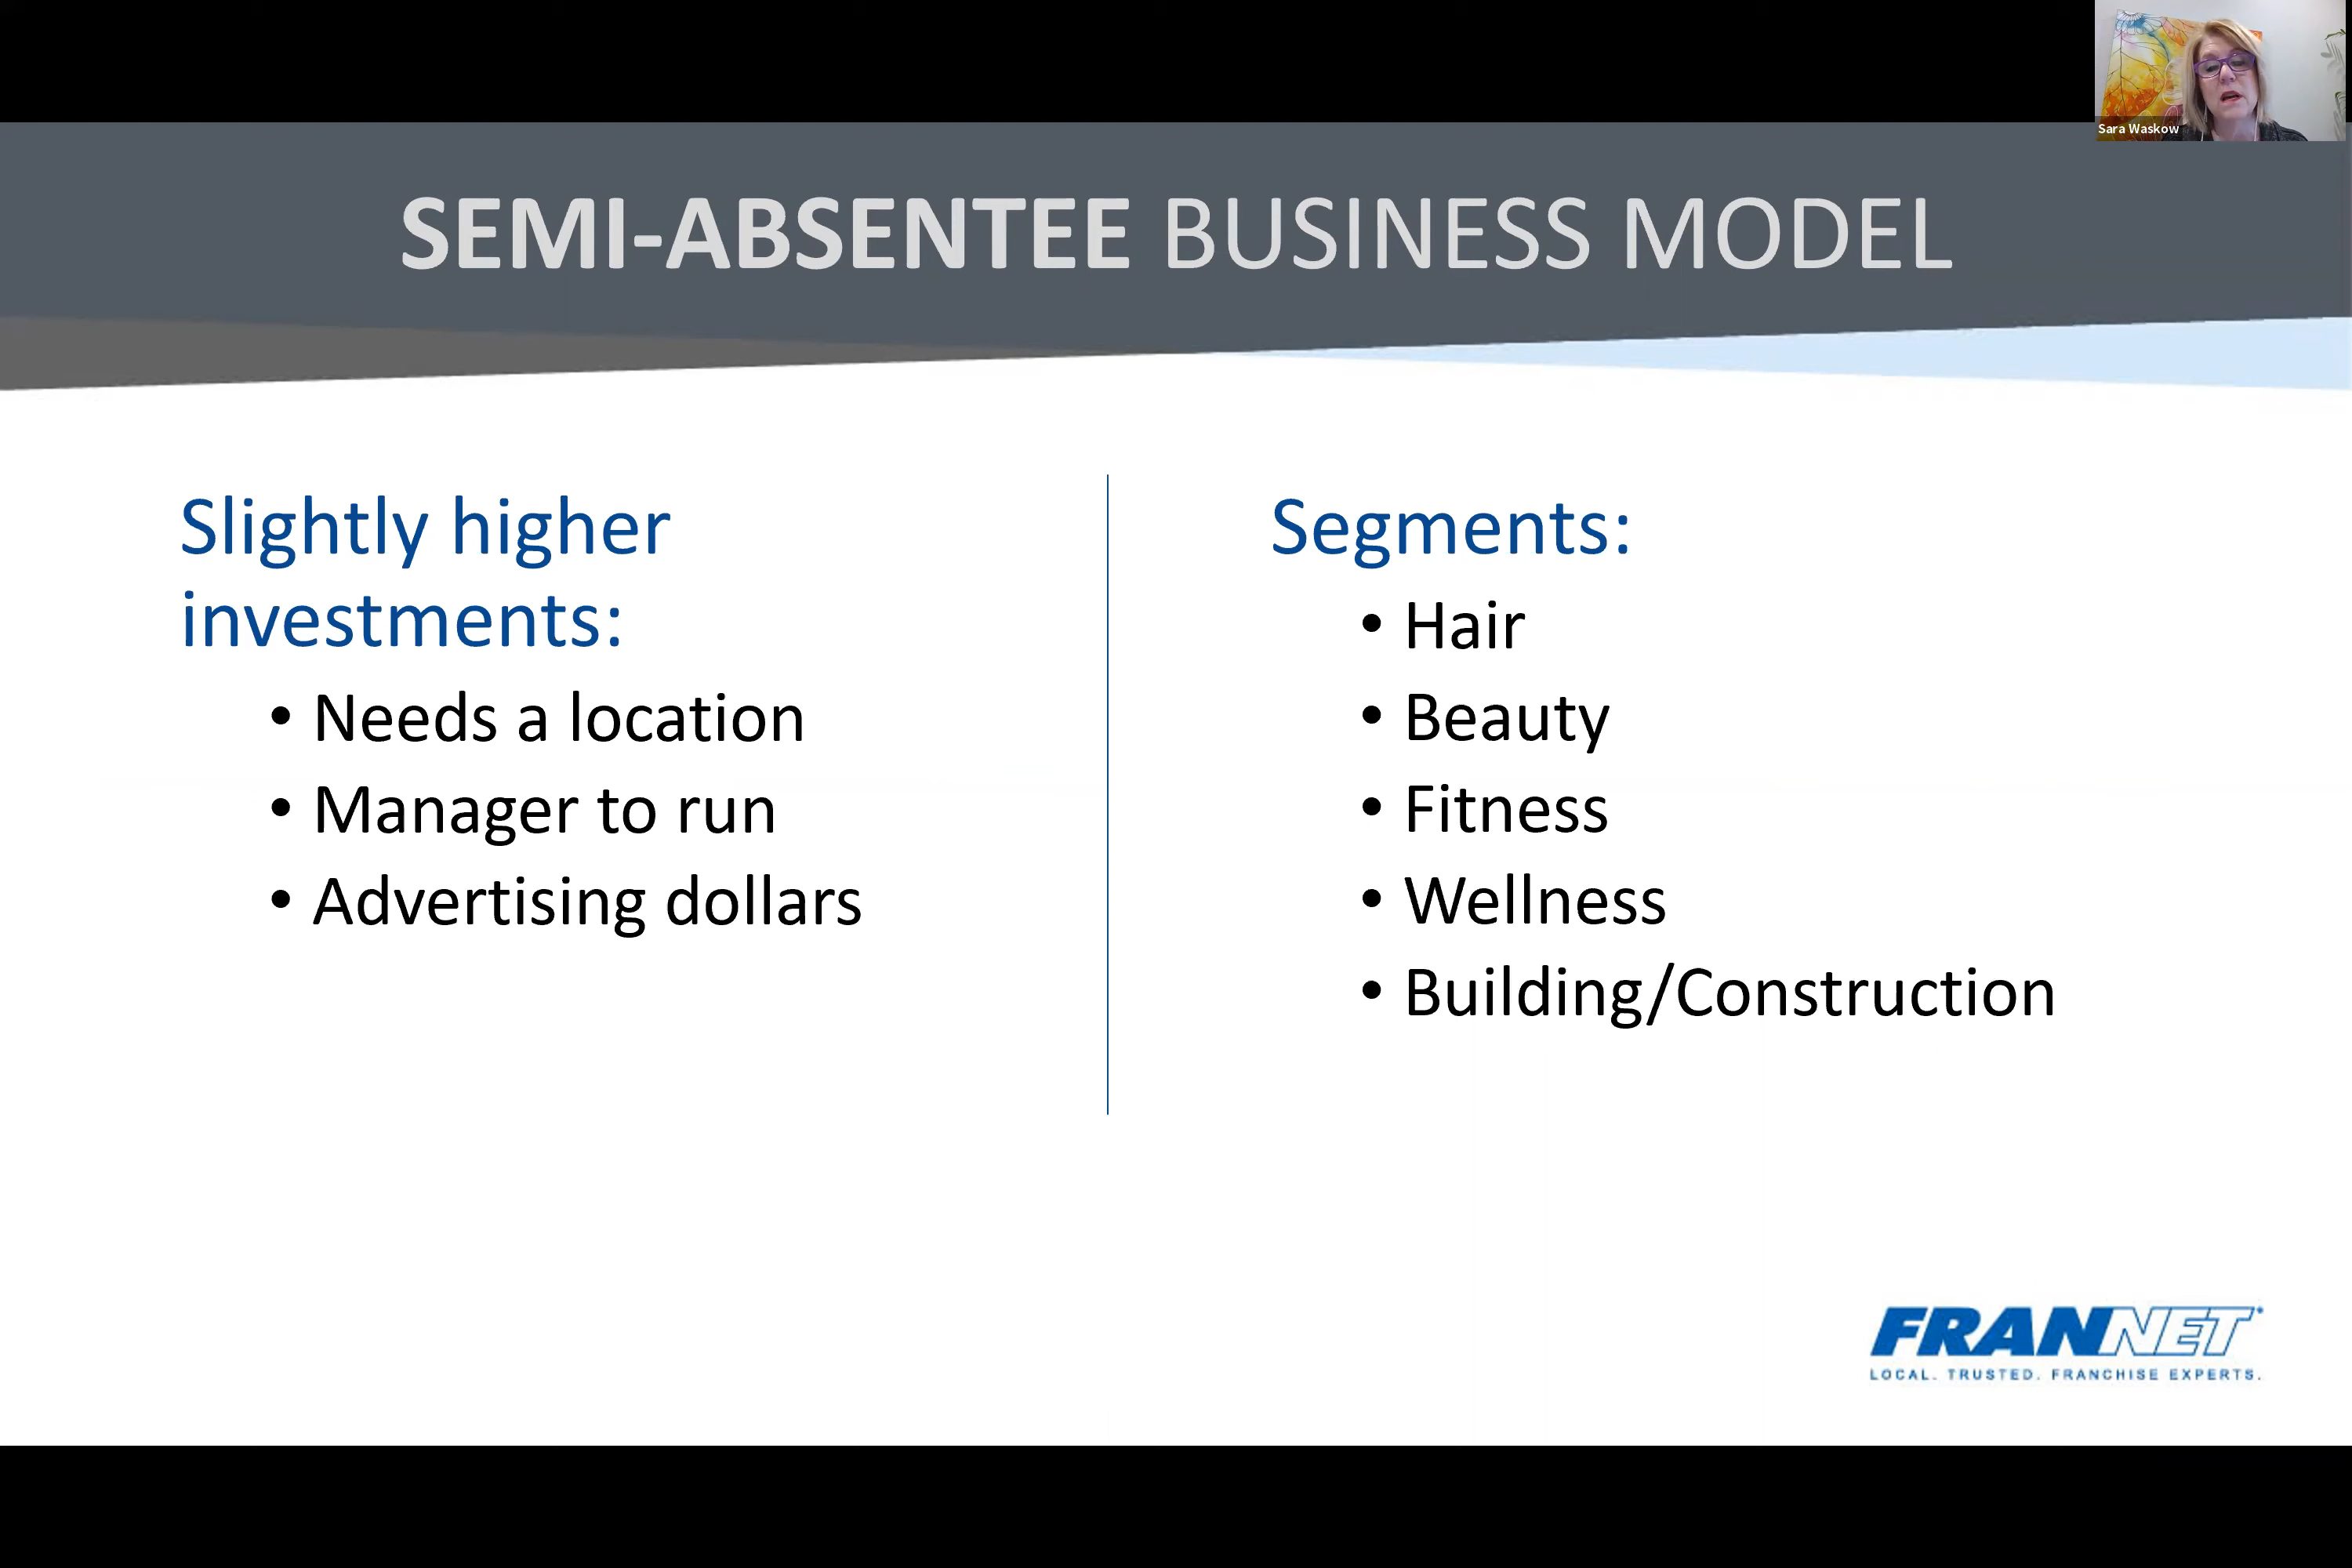 Sara Waskow
SEMI-ABSENTEE BUSINESS MODEL
Slightly higher
investments:
• Needs a location
• Manager to run
• Advertising dollars
Segments:
• Hair
• Beauty
• Fitness
• Wellness
• Building/Construction
FRANNET
LOCAL. TRUSTED. FRANCHISE EXPERTS.